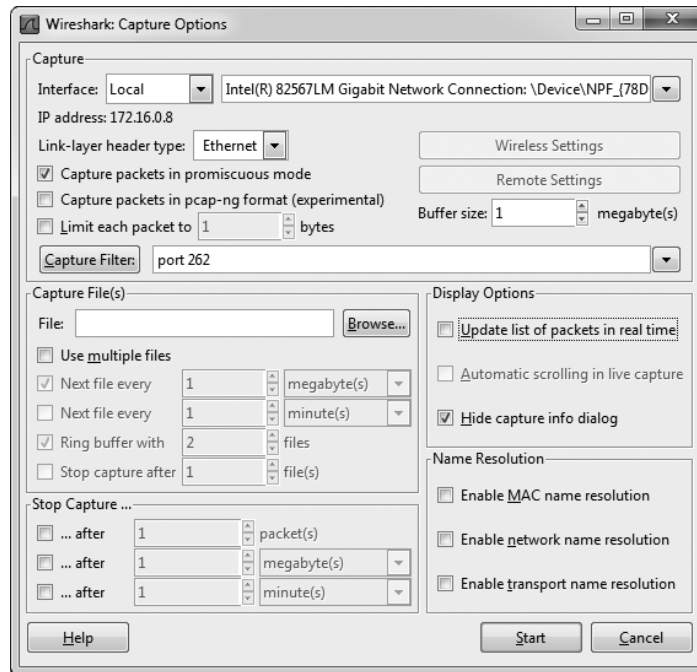 Wireshark: Capture Options
Capture
Interface: Local Intel(R) 82567LM Gigabit Network Connection: \Device\NPF_{78D
IP address: 172.16.0.8
Link-layer header type: Ethernet
Wireless Settings
Capture packets in promiscuous mode
Remote Settings
Capture packets in pcap-ng format (experimental)
Buffer size: 1 megabyte(s)
Limit each packet to 1 bytes
Capture Filter: port 262
Capture File(s)
File: Browse...
Use multiple files
Next file every 1 megabyte(s)
Next file every 1 minute(s)
Ring buffer with 2 files
Stop capture after 1 file(s)
Stop Capture ...
... after 1 packet(s)
... after 1 megabyte(s)
... after 1 minute(s)
Display Options
Update list of packets in real time
Automatic scrolling in live capture
Hide capture info dialog
Name Resolution
Enable MAC name resolution
Enable network name resolution
Enable transport name resolution
Help Start Cancel